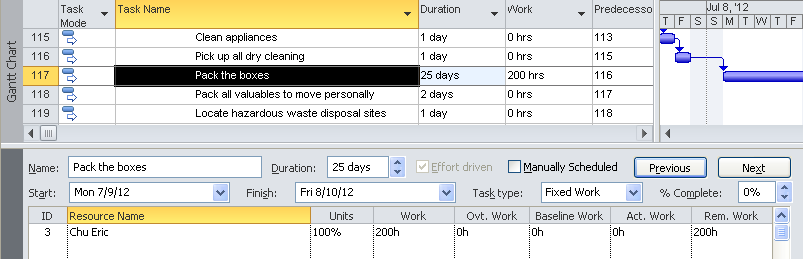 Task Mode Task Name Duration Work Predecesso Jul 8, '12
T F S S M T W T F S
115 Clean appliances 1 day 0 hrs 113
116 Pick up all dry cleaning 1 day 0 hrs 115
117 Pack the boxes 25 days 200 hrs 116
118 Pack all valuables to move personally 2 days 0 hrs 117
119 Locate hazardous waste disposal sites 1 day 0 hrs 118
Gantt Chart
Name: Pack the boxes Duration: 25 days Effort driven Manually Scheduled Previous Next
Start: Mon 7/9/12 Finish: Fri 8/10/12 Task type: Fixed Work % Complete: 0%
ID Resource Name Units Work Ovt. Work Baseline Work Act. Work Rem. Work
3 Chu Eric 100% 200h 0h 0h 0h 200h